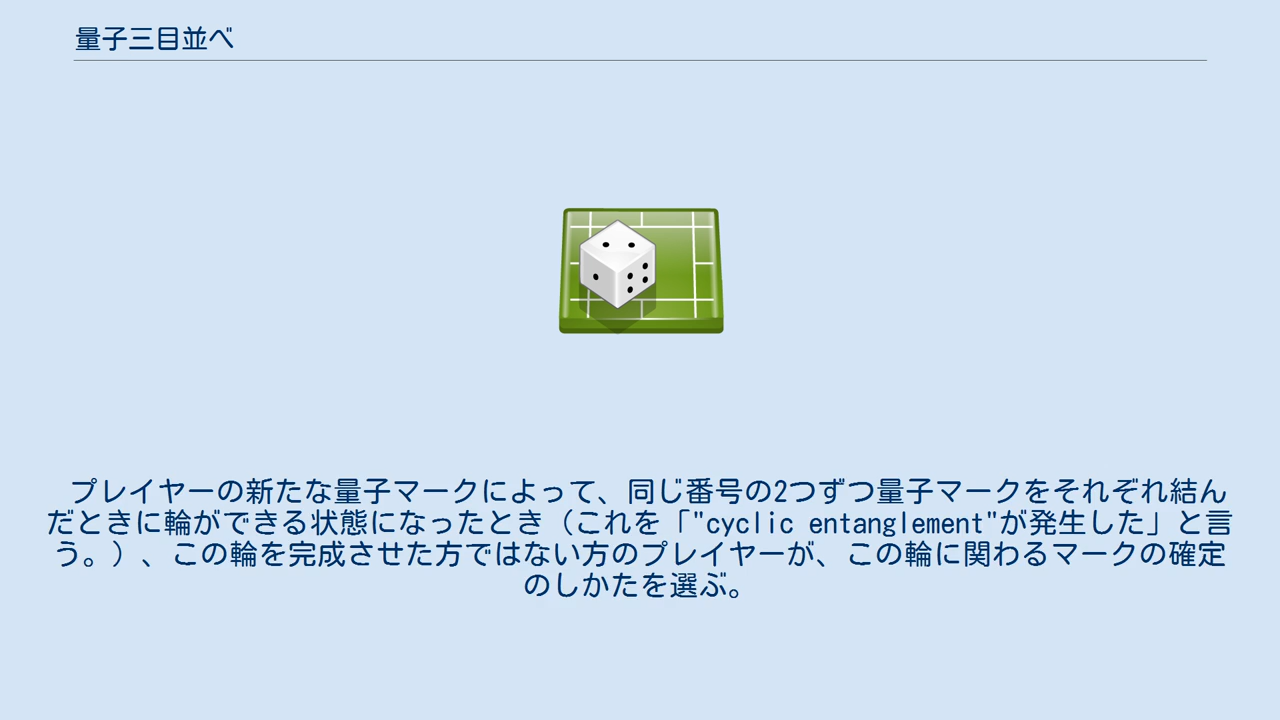 量子三目並べ
プレイヤーの新たな量子マークによって、同じ番号の2つずつ量子マークをそれぞれ結ん
だときに輪ができる状態になったとき（これを「"cyclic entanglement"が発生した」と言
う。）、この輪を完成させた方ではない方のプレイヤーが、この輪に関わるマークの確定
のしかたを選ぶ。